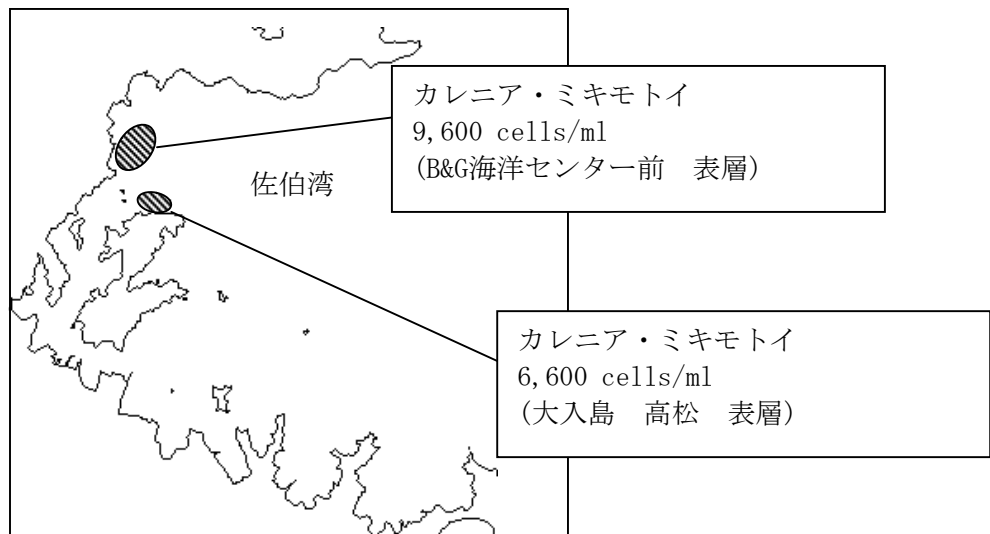 カレニア・ミキモトイ
9,600 cells/ml
(B&G海洋センター前　表層)
佐伯湾
カレニア・ミキモトイ
6,600 cells/ml
(大入島　高松　表層)